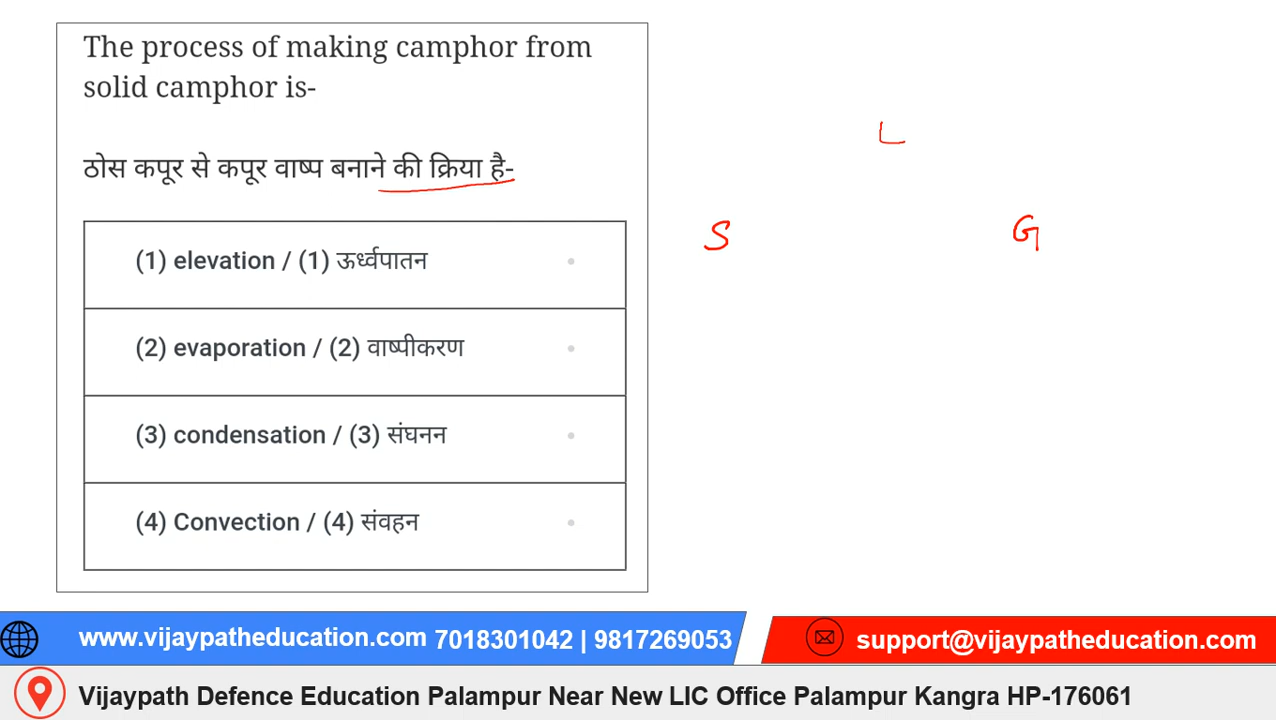 The process of making camphor from
solid camphor is-
ठोस कपूर से कपूर वाष्प बनाने की क्रिया है-
(1) elevation / (1) ऊर्ध्वपातन
(2) evaporation / (2) वाष्पीकरण
(3) condensation / (3) संघनन
(4) Convection / (4) संवहन
L
S
G
www.vijaypatheducation.com 7018301042 | 9817269053
support@vijaypatheducation.com
Vijaypath Defence Education Palampur Near New LIC Office Palampur Kangra HP-176061